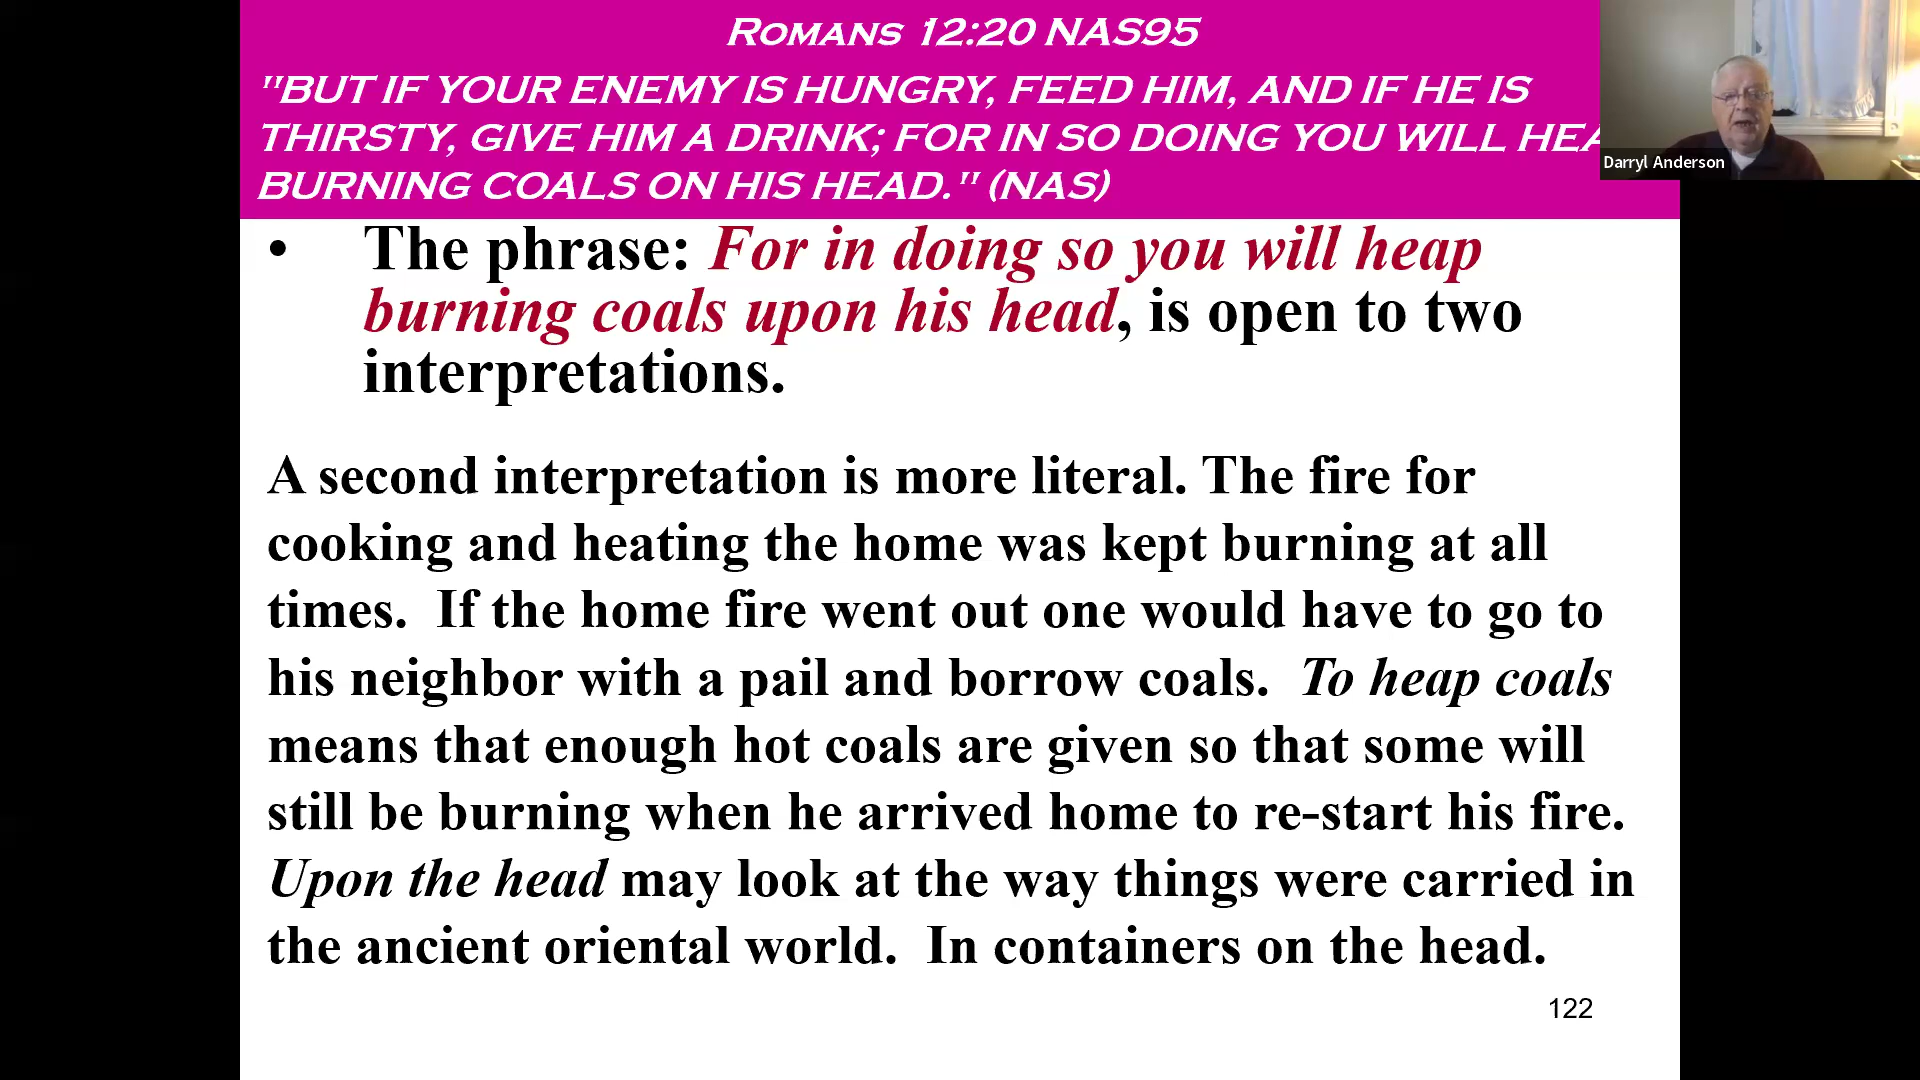 ROMANS 12:20 NAS95
"BUT IF YOUR ENEMY IS HUNGRY, FEED HIM, AND IF HE IS
THIRSTY, GIVE HIM A DRINK; FOR IN SO DOING YOU WILL
BURNING COALS ON HIS HEAD." (NAS)
Darryl Anderson
• The phrase: For in doing so you will heap
burning coals upon his head, is open to two
interpretations.
A second interpretation is more literal. The fire for
cooking and heating the home was kept burning at all
times. If the home fire went out one would have to go to
his neighbor with a pail and borrow coals. To heap coals
means that enough hot coals are given so that some will
still be burning when he arrived home to re-start his fire.
Upon the head may look at the way things were carried in
the ancient oriental world. In containers on the head.
122